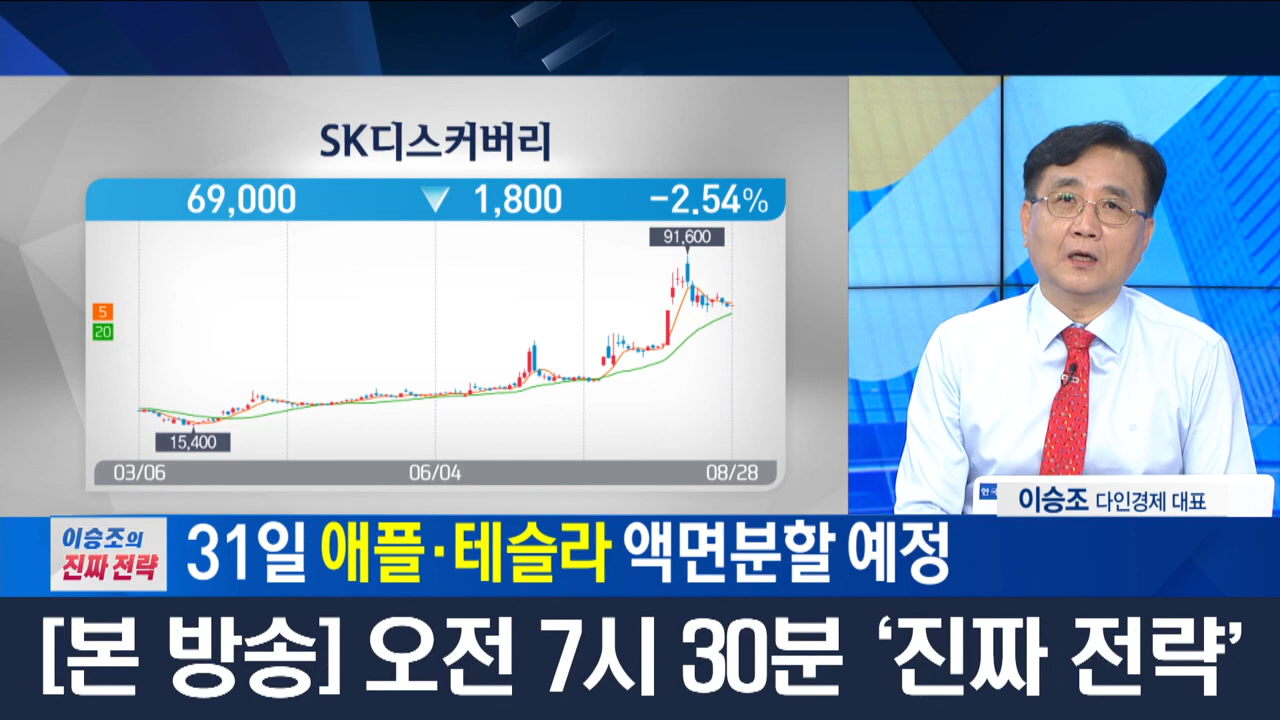 SK디스커버리
69,000 ▼ 1,800 -2.54%
91,600
5
20
15,400
03/06 06/04 08/28
이승조 다인경제 대표
이승조의
진짜 전략
31일 애플·테슬라 액면분할 예정
[본 방송] 오전 7시 30분 ‘진짜 전략’